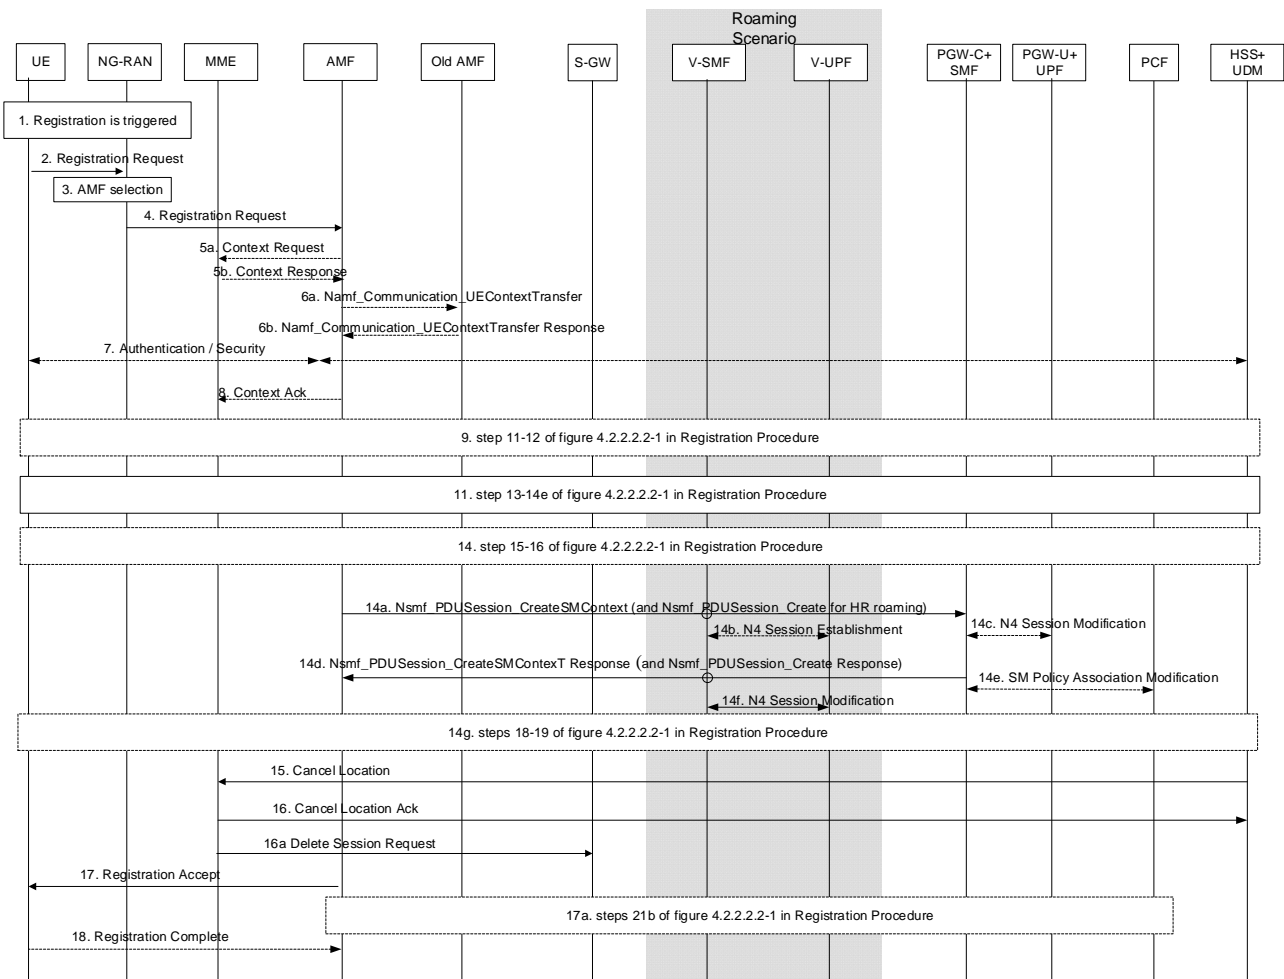 Roaming
Scenario
UE
NG-RAN
MME
AMF
Old AMF
S-GW
V-SMF
V-UPF
PGW-C+
SMF
PGW-U+
UPF
PCF
HSS+
UDM
1. Registration is triggered
2. Registration Request
3. AMF selection
4. Registration Request
5a. Context Request
5b. Context Response
6a. Namf_Communication_UEContextTransfer
6b. Namf_Communication_UEContextTransfer Response
7. Authentication / Security
8. Context Ack
9. step 11-12 of figure 4.2.2.2.2-1 in Registration Procedure
11. step 13-14e of figure 4.2.2.2.2-1 in Registration Procedure
14. step 15-16 of figure 4.2.2.2.2-1 in Registration Procedure
14a. Nsmf_PDUSession_CreateSMContext (and Nsmf_PDUSession_Create for HR roaming)
14b. N4 Session Establishment
14c. N4 Session Modification
14d. Nsmf_PDUSession_CreateSMContexT Response (and Nsmf_PDUSession_Create Response)
14e. SM Policy Association Modification
14f. N4 Session Modification
14g. steps 18-19 of figure 4.2.2.2.2-1 in Registration Procedure
15. Cancel Location
16. Cancel Location Ack
16a Delete Session Request
17. Registration Accept
17a. steps 21b of figure 4.2.2.2.2-1 in Registration Procedure
18. Registration Complete